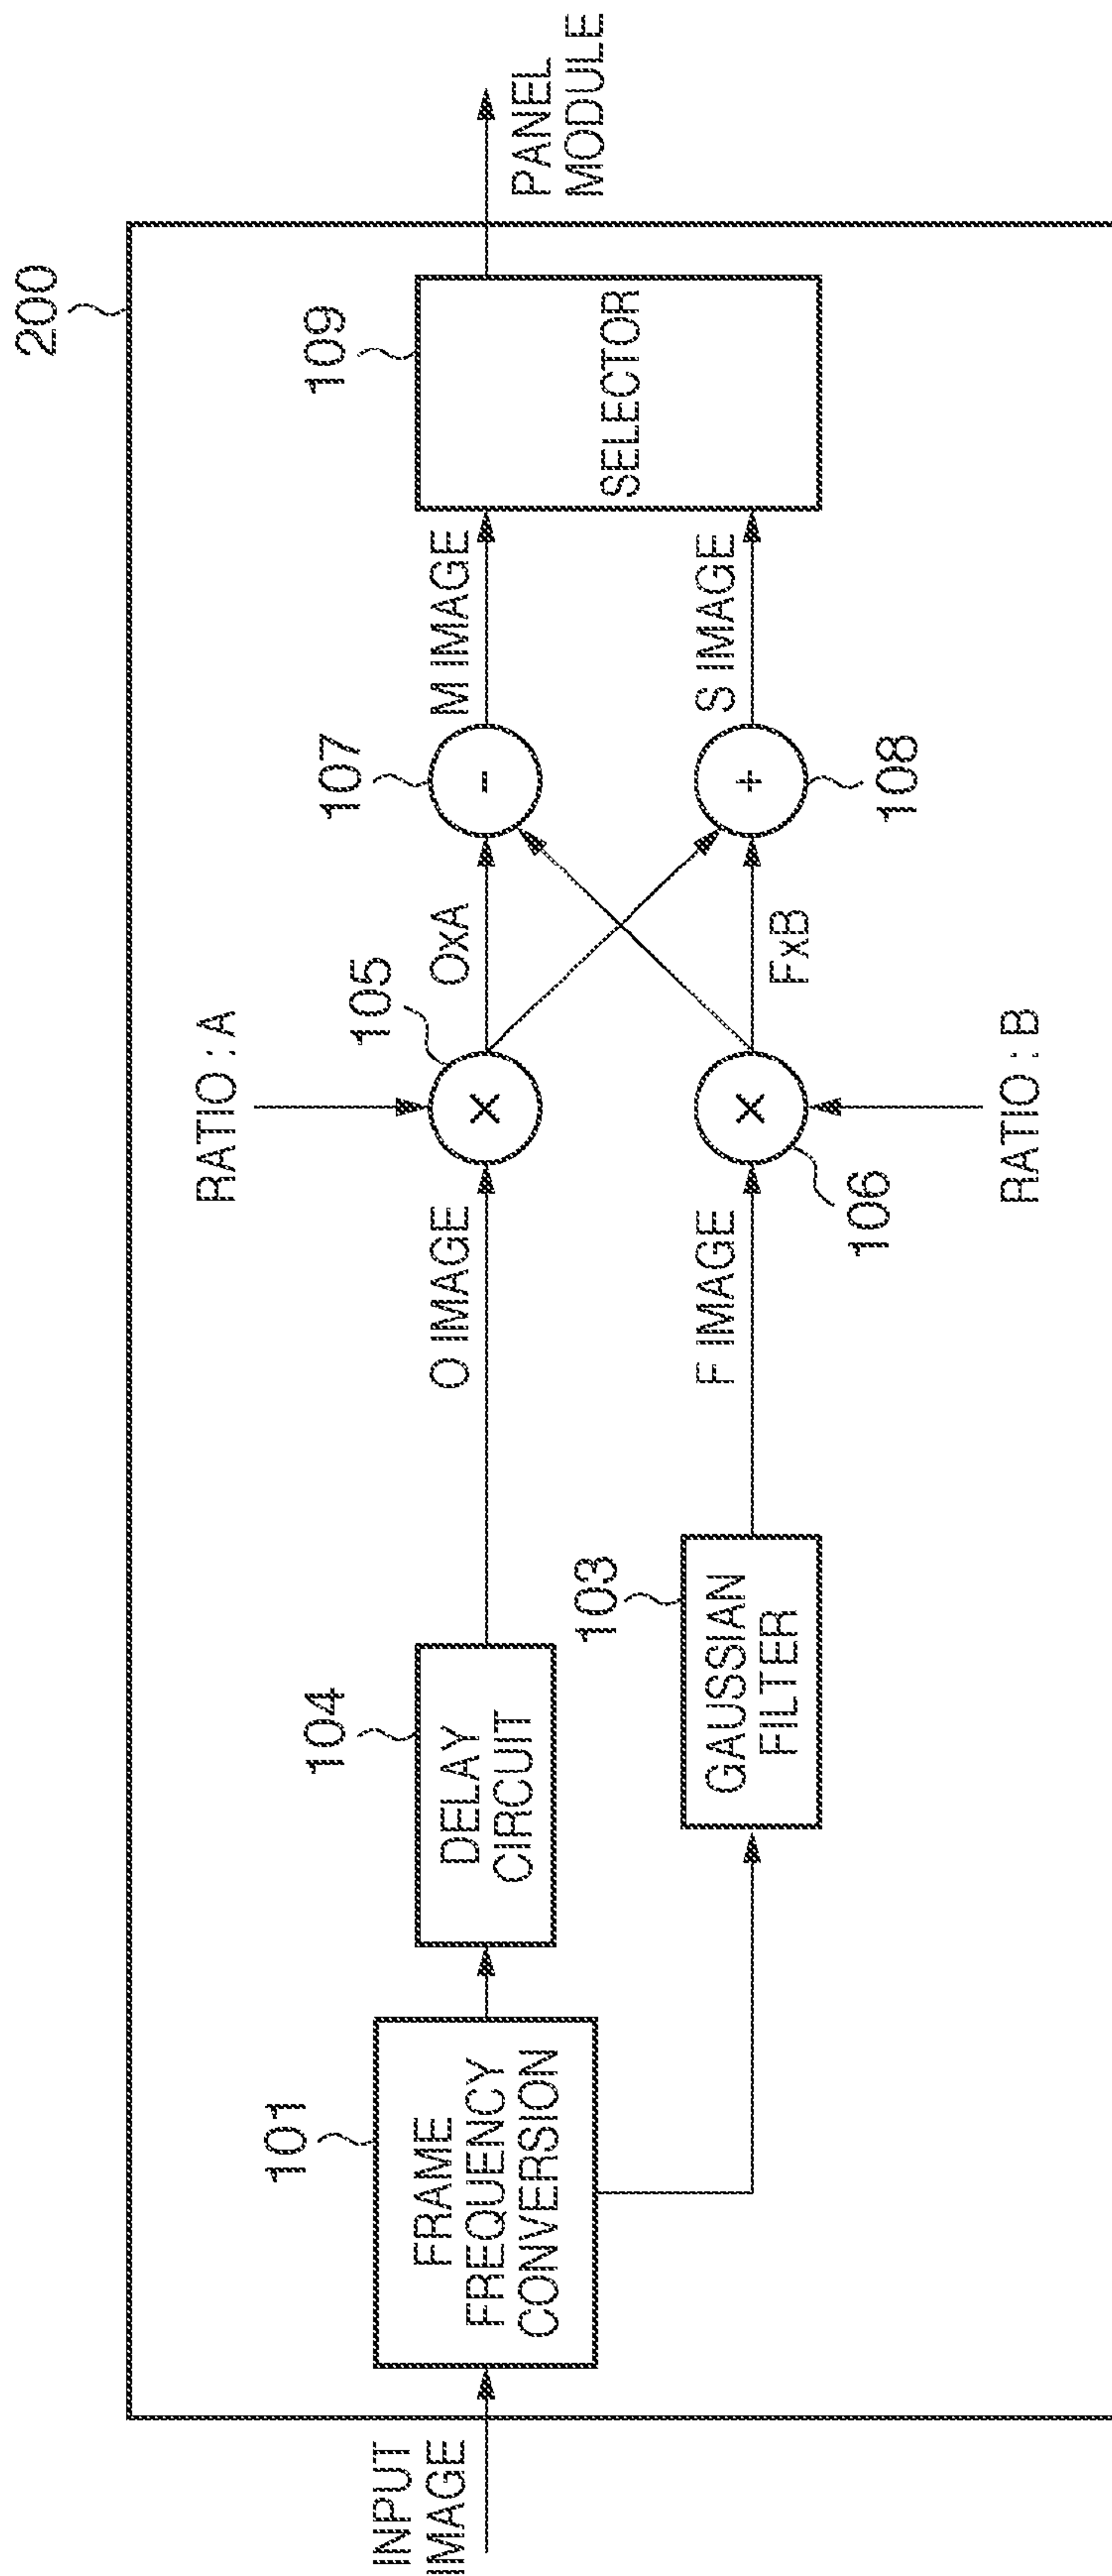 200
INPUT
IMAGE
101
FRAME
FREQUENCY
CONVERSION
104
DELAY
CIRCUIT
103
GAUSSIAN
FILTER
O IMAGE
F IMAGE
RATIO : A
105
×
OxA
106
×
FxB
RATIO : B
107
-
108
+
M IMAGE
S IMAGE
109
SELECTOR
PANEL
MODULE